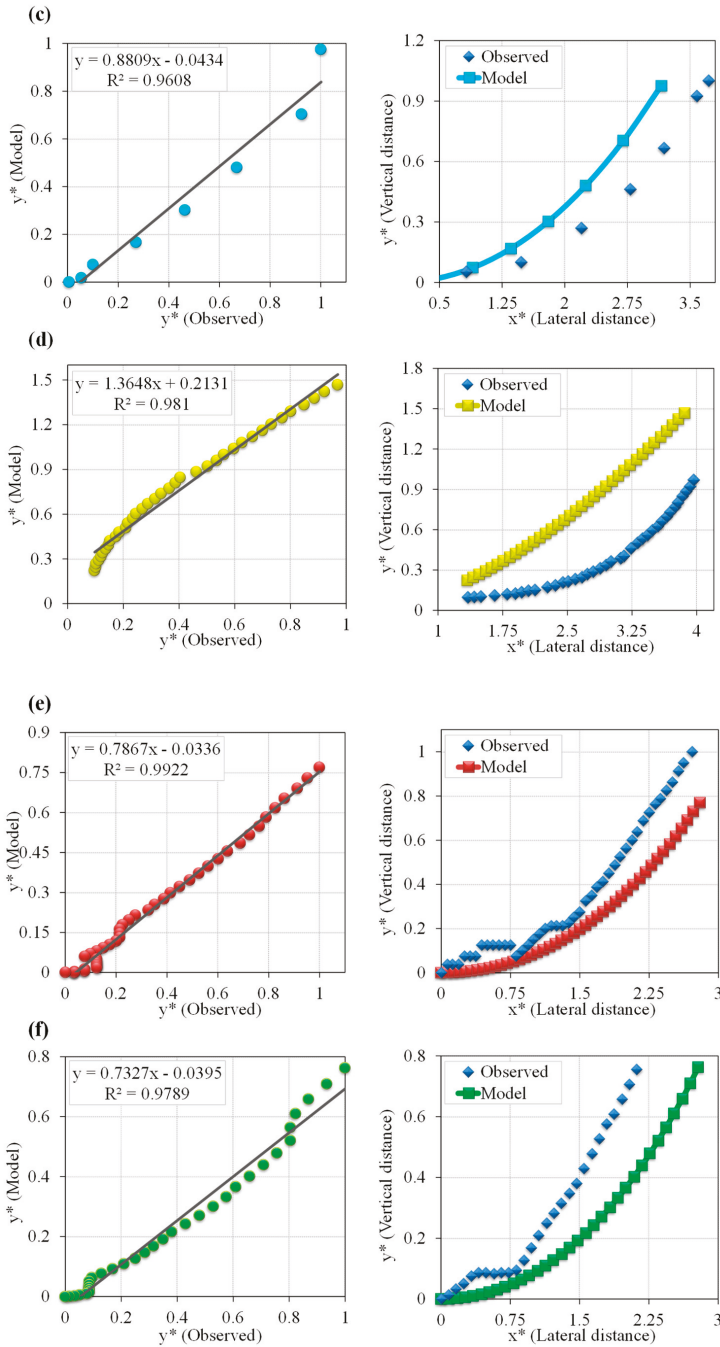 (c)
y = 0.8809x - 0.0434
R² = 0.9608
y* (Model)
1
0.8
0.6
0.4
0.2
0
0 0.2 0.4 0.6 0.8 1
y* (Observed)
Observed
Model
y* (Vertical distance)
1.2
0.9
0.6
0.3
0
0.5 1.25 2 2.75 3.5
x* (Lateral distance)
(d)
y = 1.3648x + 0.2131
R² = 0.981
y* (Model)
1.5
1.2
0.9
0.6
0.3
0
0 0.2 0.4 0.6 0.8 1
y* (Observed)
Observed
Model
y* (Vertical distance)
1.8
1.5
1.2
0.9
0.6
0.3
0
1 1.75 2.5 3.25 4
x* (Lateral distance)
(e)
y = 0.7867x - 0.0336
R² = 0.9922
y* (Model)
0.9
0.75
0.6
0.45
0.3
0.15
0
0 0.2 0.4 0.6 0.8 1
y* (Observed)
Observed
Model
y* (Vertical distance)
1
0.8
0.6
0.4
0.2
0
0 0.75 1.5 2.25 3
x* (Lateral distance)
(f)
y = 0.7327x - 0.0395
R² = 0.9789
y* (Model)
0.8
0.6
0.4
0.2
0
0 0.2 0.4 0.6 0.8 1
y* (Observed)
Observed
Model
y* (Vertical distance)
0.8
0.6
0.4
0.2
0
0 0.75 1.5 2.25 3
x* (Lateral distance)